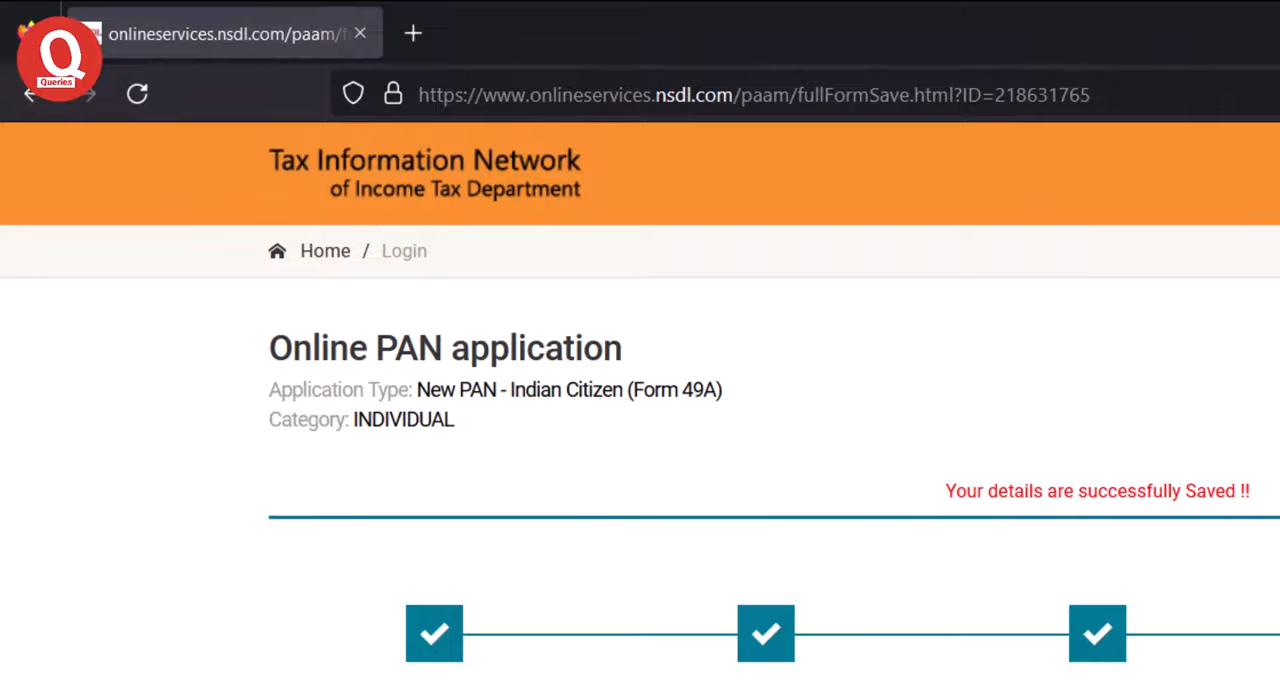 onlineservices.nsdl.com/paam/f
Q
Queries
https://www.onlineservices.nsdl.com/paam/fullFormSave.html?ID=218631765
Tax Information Network
of Income Tax Department
Home / Login
Online PAN application
Application Type: New PAN - Indian Citizen (Form 49A)
Category: INDIVIDUAL
Your details are successfully Saved !!